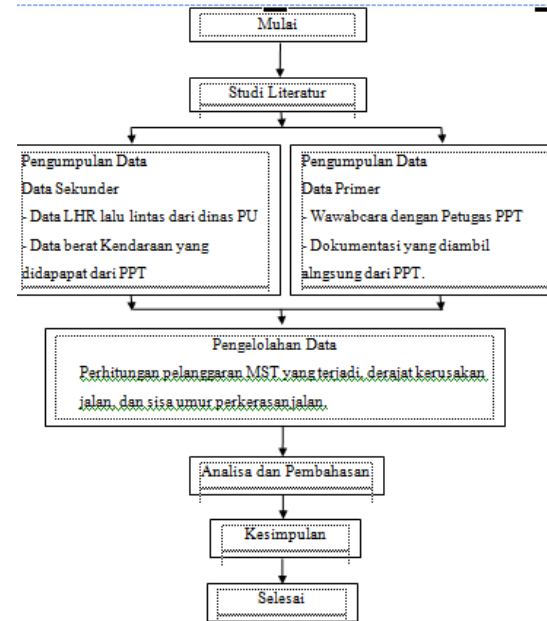 Mulai
Studi Literatur
Pengumpulan Data
Data Sekunder
- Data LHR lalu lintas dari dinas PU
- Data berat Kendaraan yang
didapapat dari PPT
Pengumpulan Data
Data Primer
- Wawabcara dengan Petugas PPT
- Dokumentasi yang diambil
alngsung dari PPT.
Pengelolahan Data
Perhitungan pelanggaran MST yang terjadi, derajat kerusakan
jalan, dan sisa umur perkerasanjalan.
Analisa dan Pembahasan
Kesimpulan
Selesai